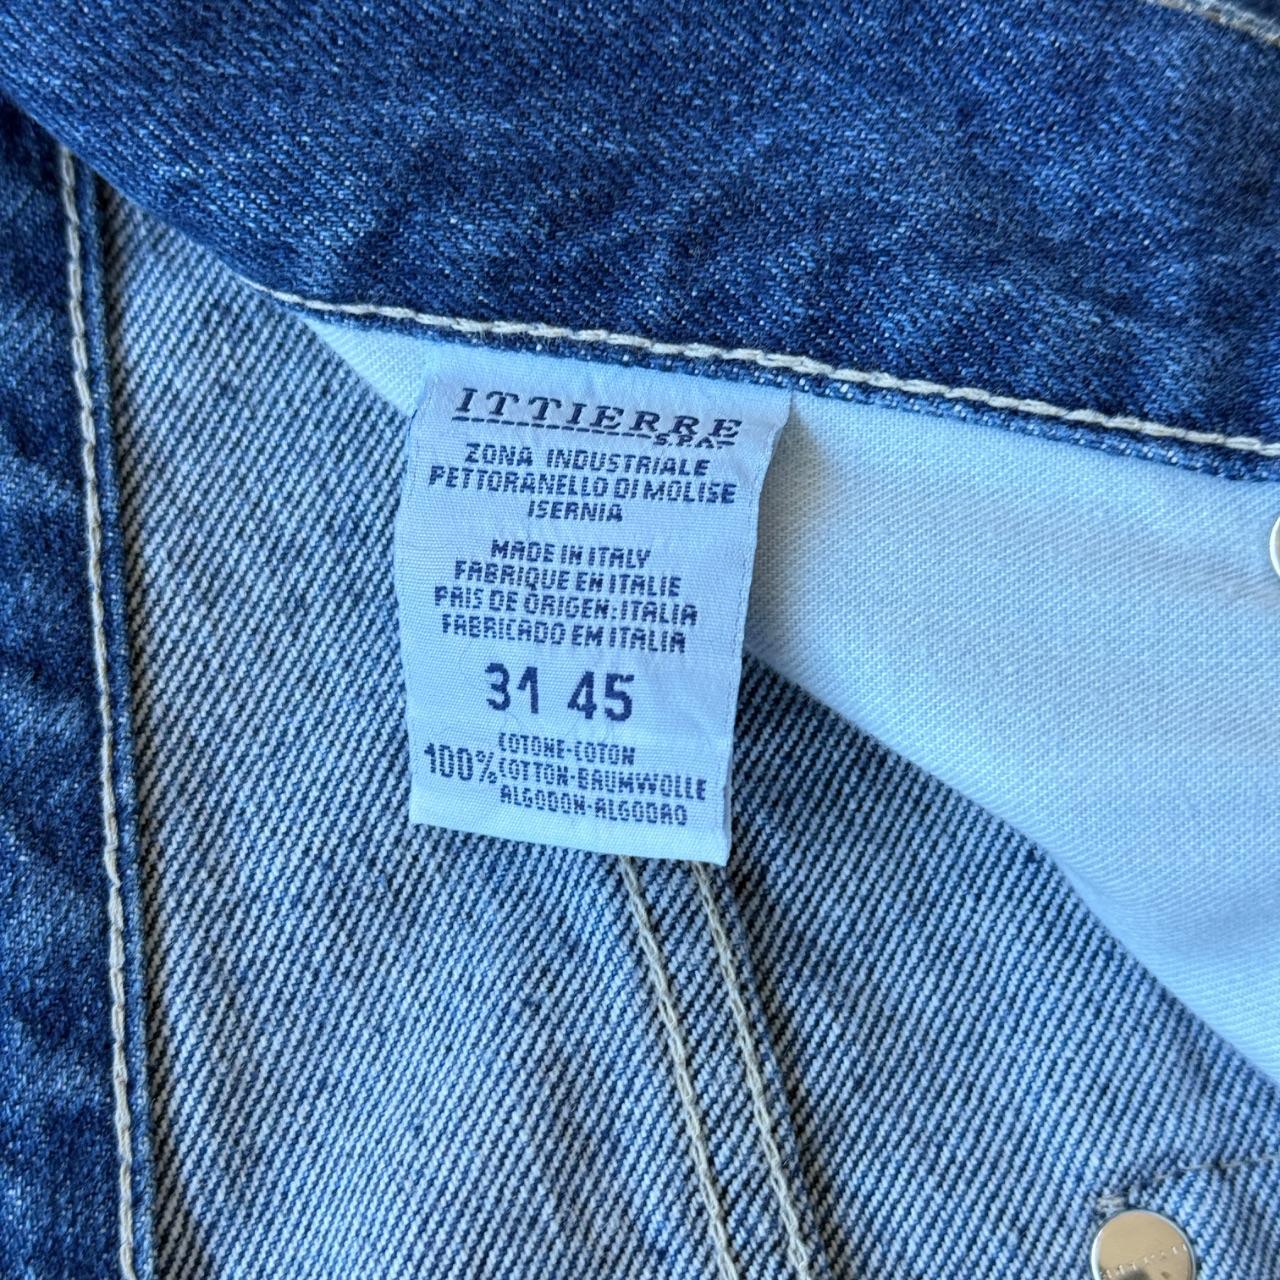 ITTIERRE
S.P.A.
ZONA INDUSTRIALE
PETTORANELLO DI MOLISE
ISERNIA
MADE IN ITALY
FABRIQUE EN ITALIE
PAIS DE ORIGEN:ITALIA
FABRICADO EM ITALIA
31 45
COTONE-COTON
100% COTTON-BAUMWOLLE
ALGODON-ALGODAO